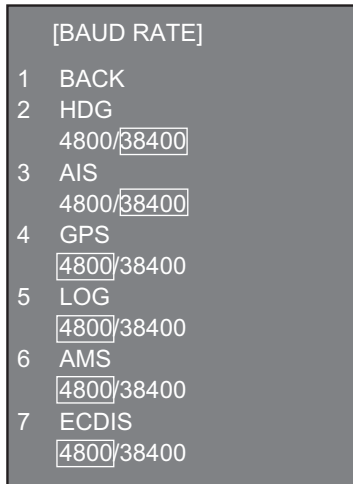 [BAUD RATE]
1 BACK
2 HDG
4800/38400
3 AIS
4800/38400
4 GPS
4800/38400
5 LOG
4800/38400
6 AMS
4800/38400
7 ECDIS
4800/38400